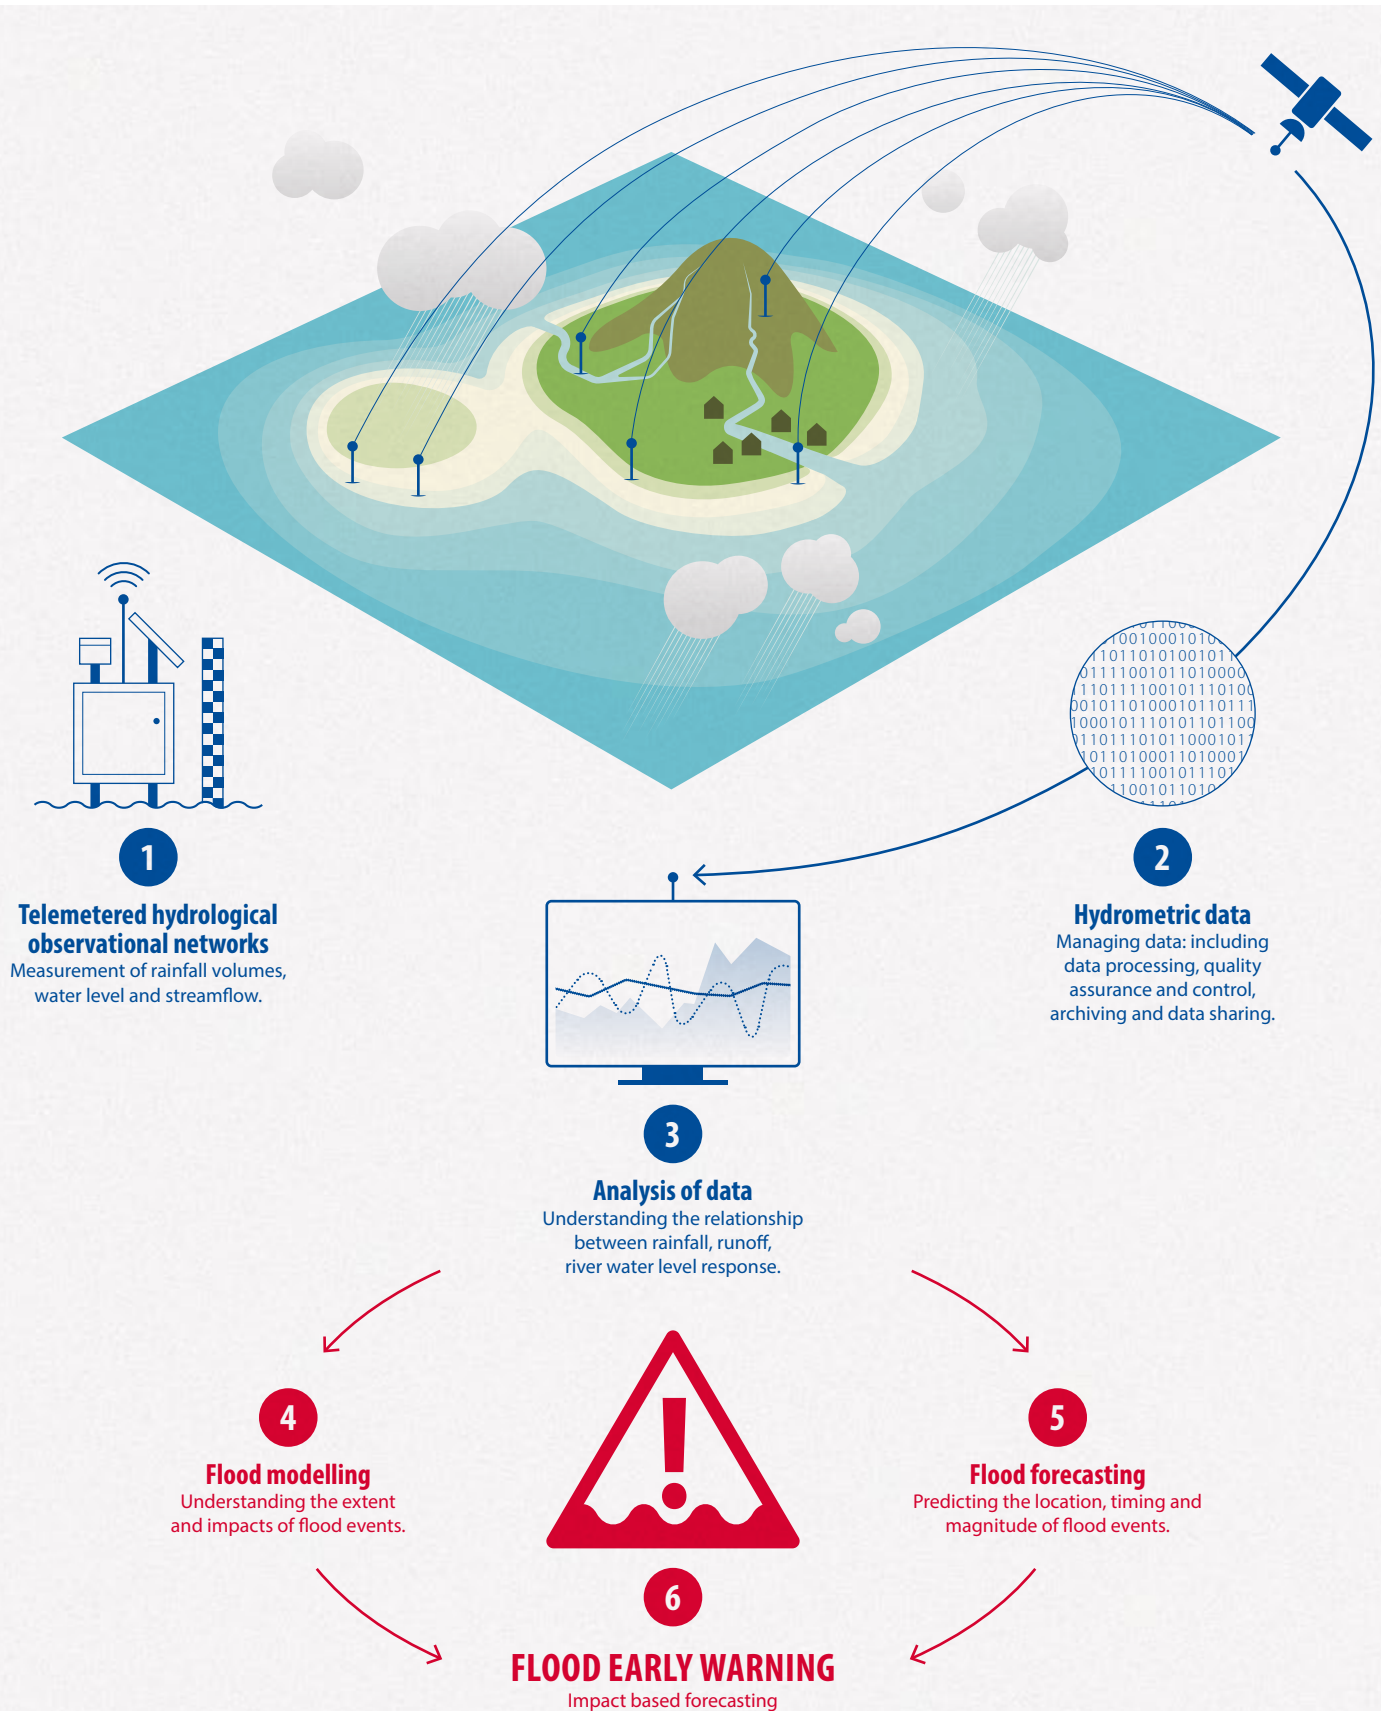 1
Telemetered hydrological
observational networks
Measurement of rainfall volumes,
water level and streamflow.
2
Hydrometric data
Managing data: including
data processing, quality
assurance and control,
archiving and data sharing.
3
Analysis of data
Understanding the relationship
between rainfall, runoff,
river water level response.
4
Flood modelling
Understanding the extent
and impacts of flood events.
5
Flood forecasting
Predicting the location, timing and
magnitude of flood events.
6
FLOOD EARLY WARNING
Impact based forecasting